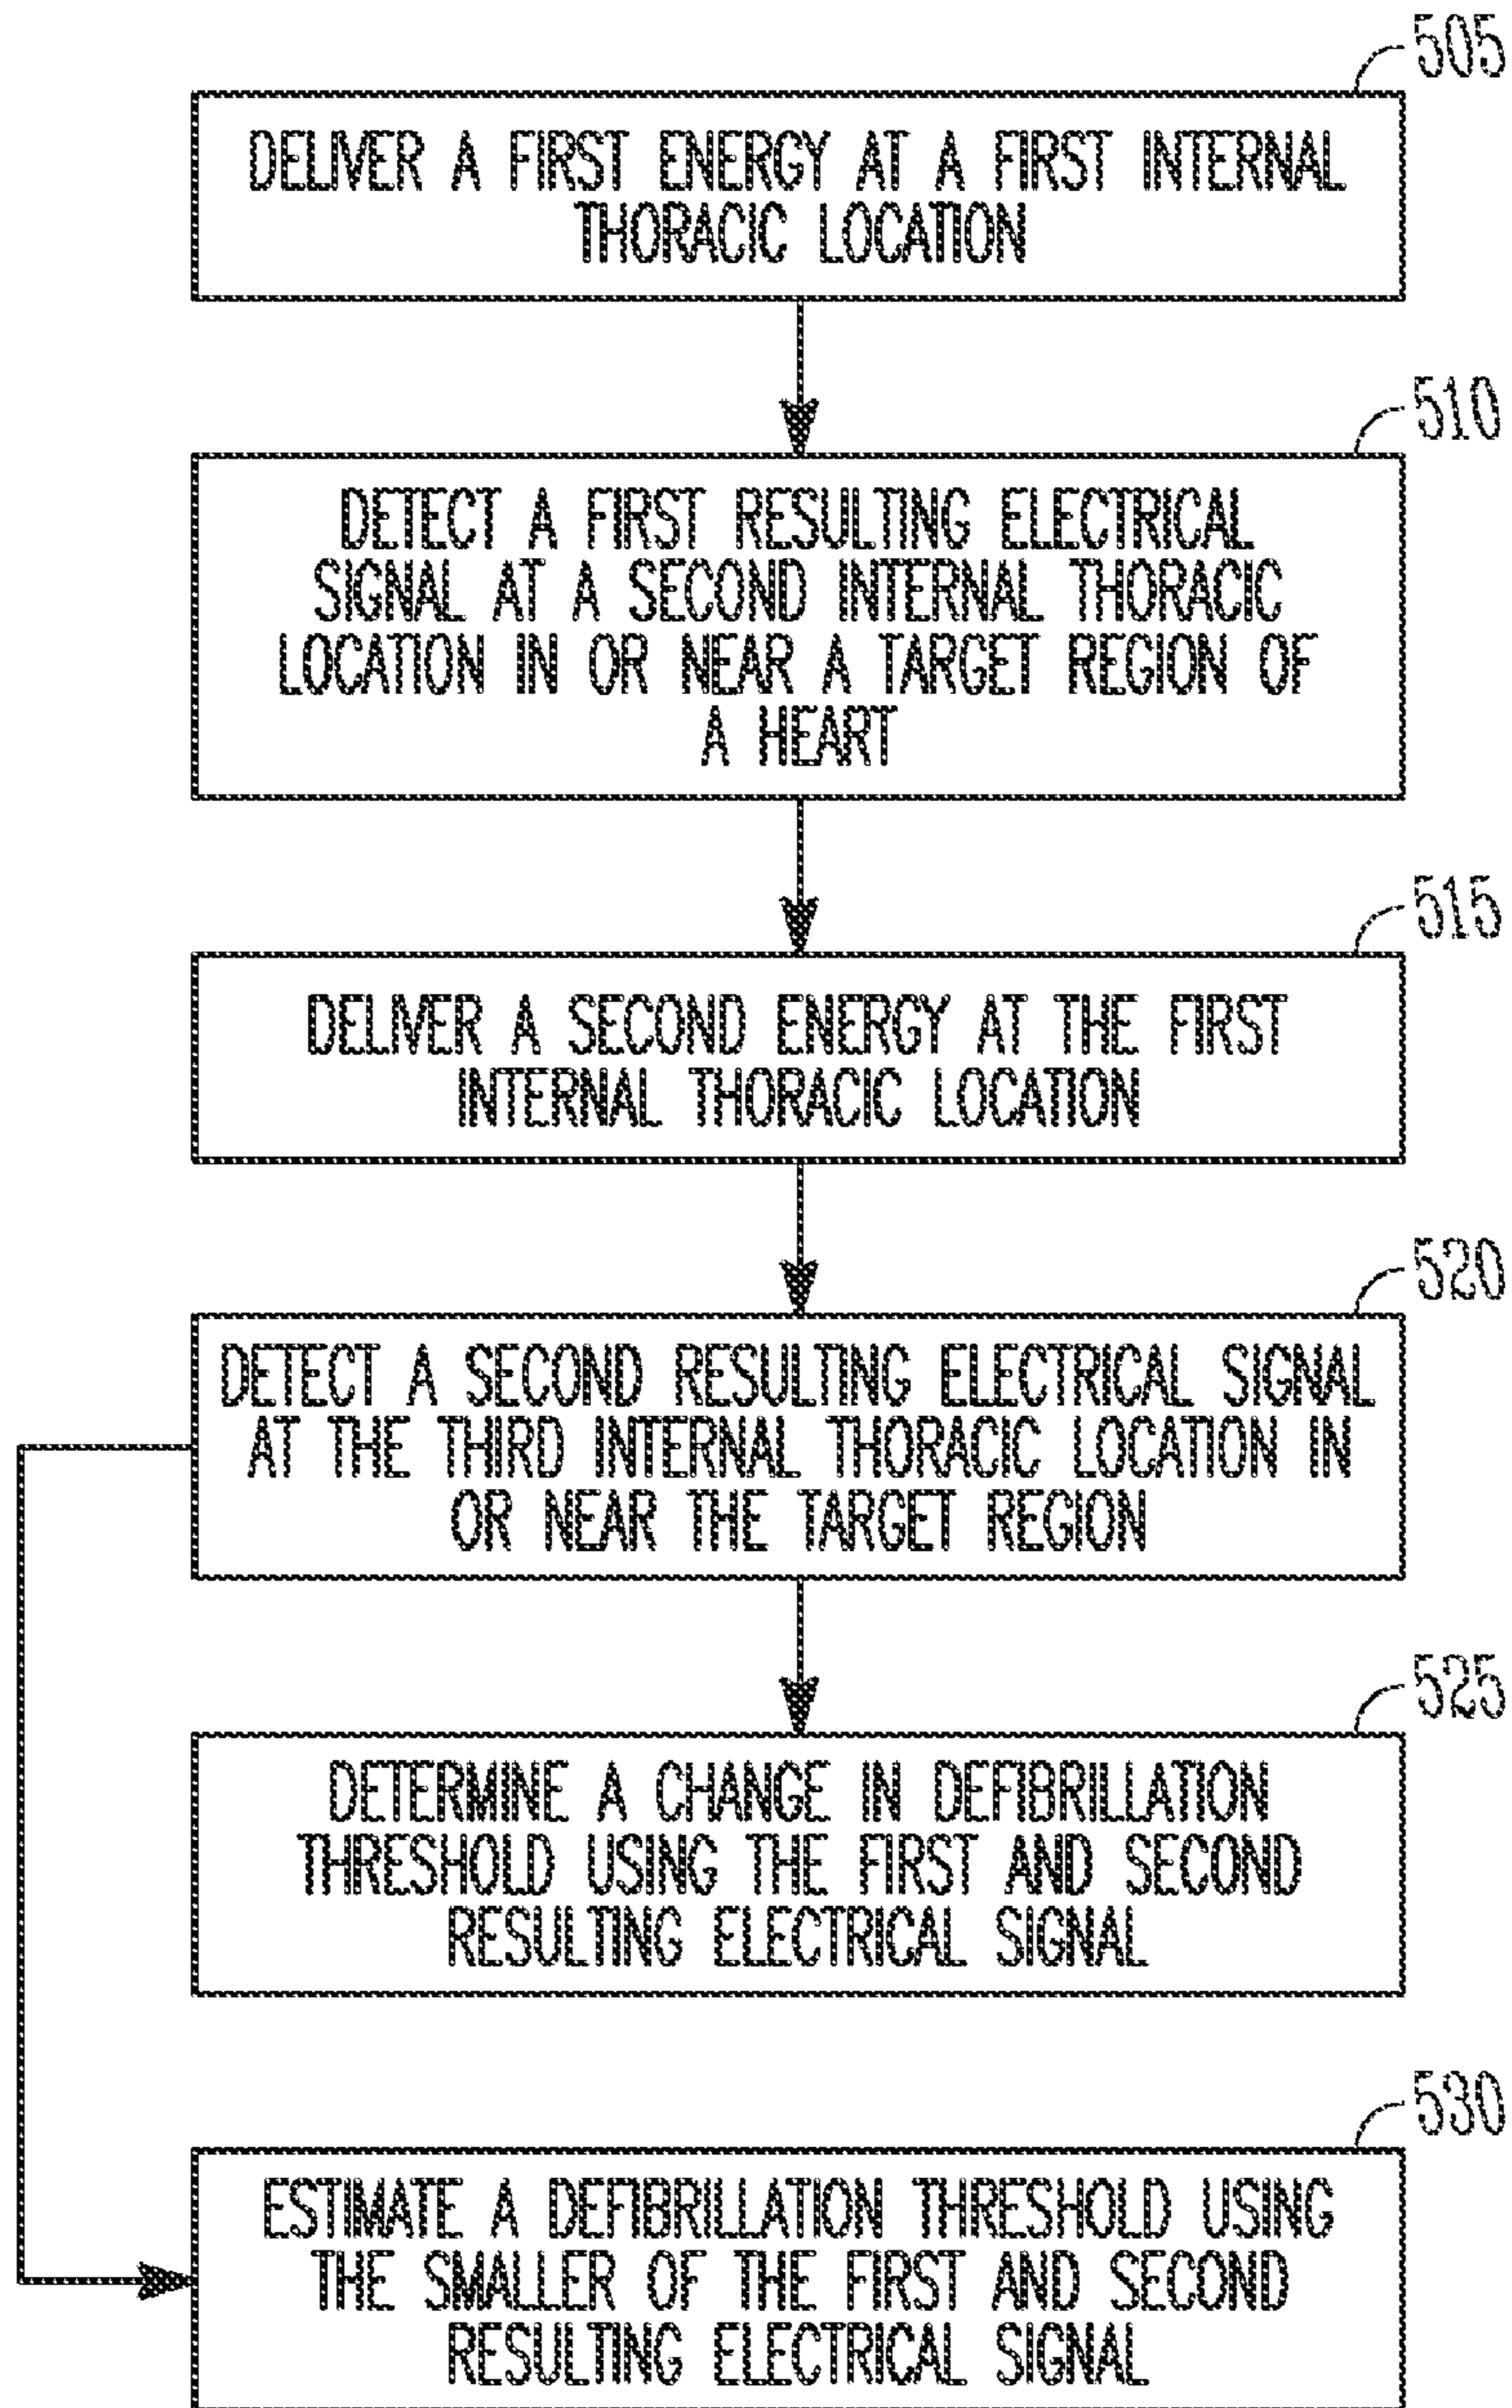 505
DELIVER A FIRST ENERGY AT A FIRST INTERNAL
THORACIC LOCATION
510
DETECT A FIRST RESULTING ELECTRICAL
SIGNAL AT A SECOND INTERNAL THORACIC
LOCATION IN OR NEAR A TARGET REGION OF
A HEART
515
DELIVER A SECOND ENERGY AT THE FIRST
INTERNAL THORACIC LOCATION
520
DETECT A SECOND RESULTING ELECTRICAL SIGNAL
AT THE THIRD INTERNAL THORACIC LOCATION IN
OR NEAR THE TARGET REGION
525
DETERMINE A CHANGE IN DEFIBRILLATION
THRESHOLD USING THE FIRST AND SECOND
RESULTING ELECTRICAL SIGNAL
530
ESTIMATE A DEFIBRILLATION THRESHOLD USING
THE SMALLER OF THE FIRST AND SECOND
RESULTING ELECTRICAL SIGNAL